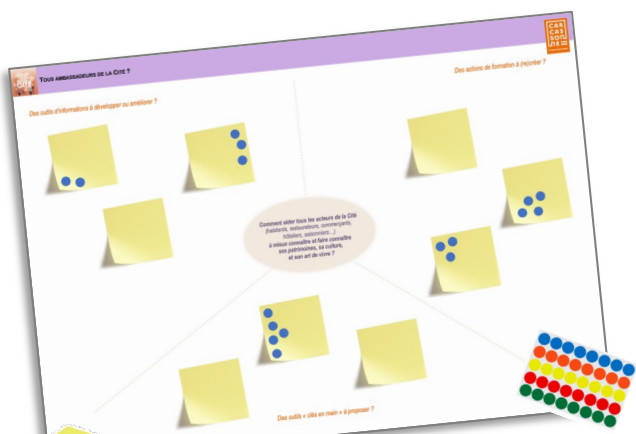 CAR
CAS
SON
NE
TOUS AMBASSADEURS DE LA CITÉ ?
Des outils d'informations à développer ou améliorer ?
Des actions de formation à (re)créer ?
Comment aider tous les acteurs de la Cité
(habitants, restaurateurs, commerçants,
hôteliers, saisonniers…)
à mieux connaître et faire connaître
ses patrimoines, sa culture,
et son art de vivre ?
Des outils « clés en main » à proposer ?